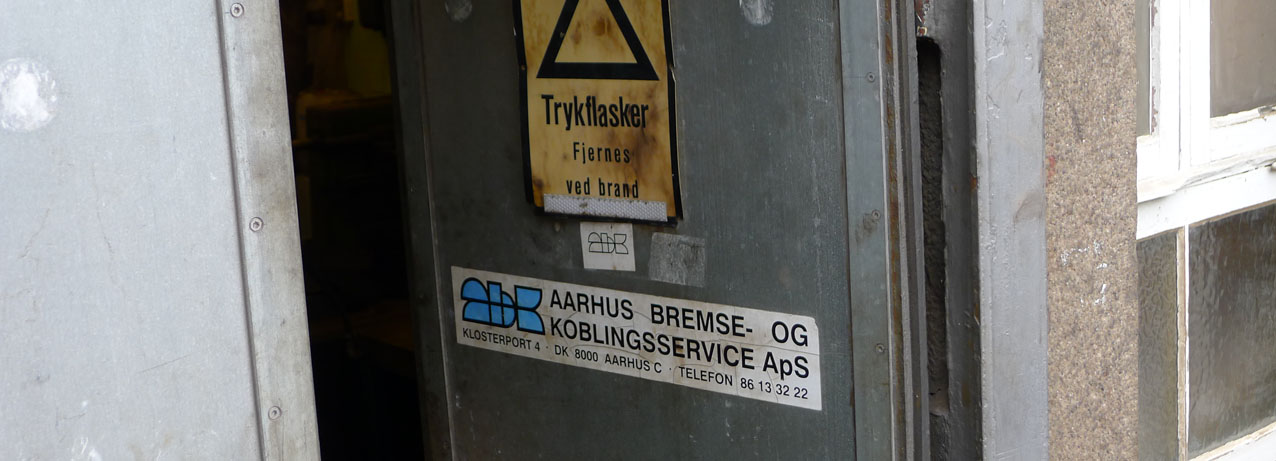 Trykflasker
Fjernes
ved brand
abk
abk
AARHUS BREMSE- OG
KOBLINGSSERVICE ApS
KLOSTERPORT 4 · DK 8000 AARHUS C · TELEFON 86 13 32 22